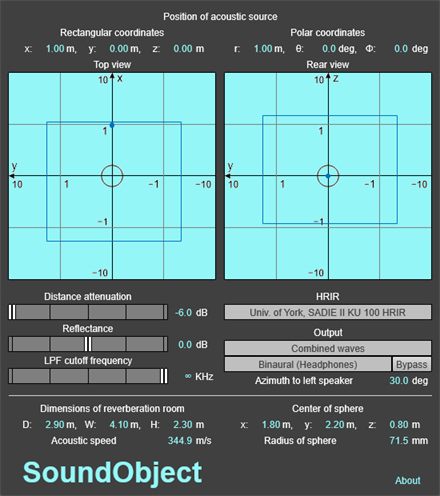 Position of acoustic source
Rectangular coordinates Polar coordinates
x: 1.00 m, y: 0.00 m, z: 0.00 m r: 1.00 m, θ: 0.0 deg, Φ: 0.0 deg
Top view Rear view
10 x 10 z
1 1
y y
10 1 −1 −10 10 1 −1 −10
−1 −1
−10 −10
Distance attenuation HRIR
-6.0 dB Univ. of York, SADIE II KU 100 HRIR
Reflectance Output
0.0 dB Combined waves
LPF cutoff frequency Binaural (Headphones) Bypass
∞ KHz Azimuth to left speaker 30.0 deg
Dimensions of reverberation room Center of sphere
D: 2.90 m, W: 4.10 m, H: 2.30 m x: 1.80 m, y: 2.20 m, z: 0.80 m
Acoustic speed 344.9 m/s Radius of sphere 71.5 mm
SoundObject About